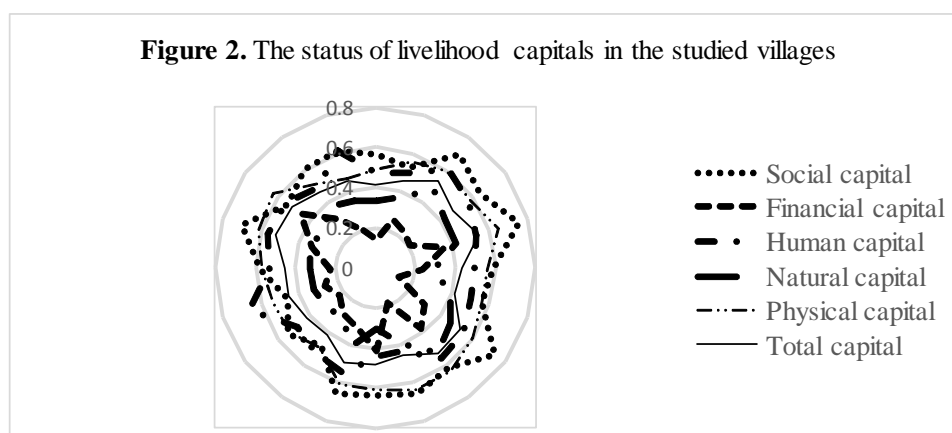 Figure 2. The status of livelihood capitals in the studied villages
0.8
0.6
0.4
0.2
0
Social capital
Financial capital
Human capital
Natural capital
Physical capital
Total capital